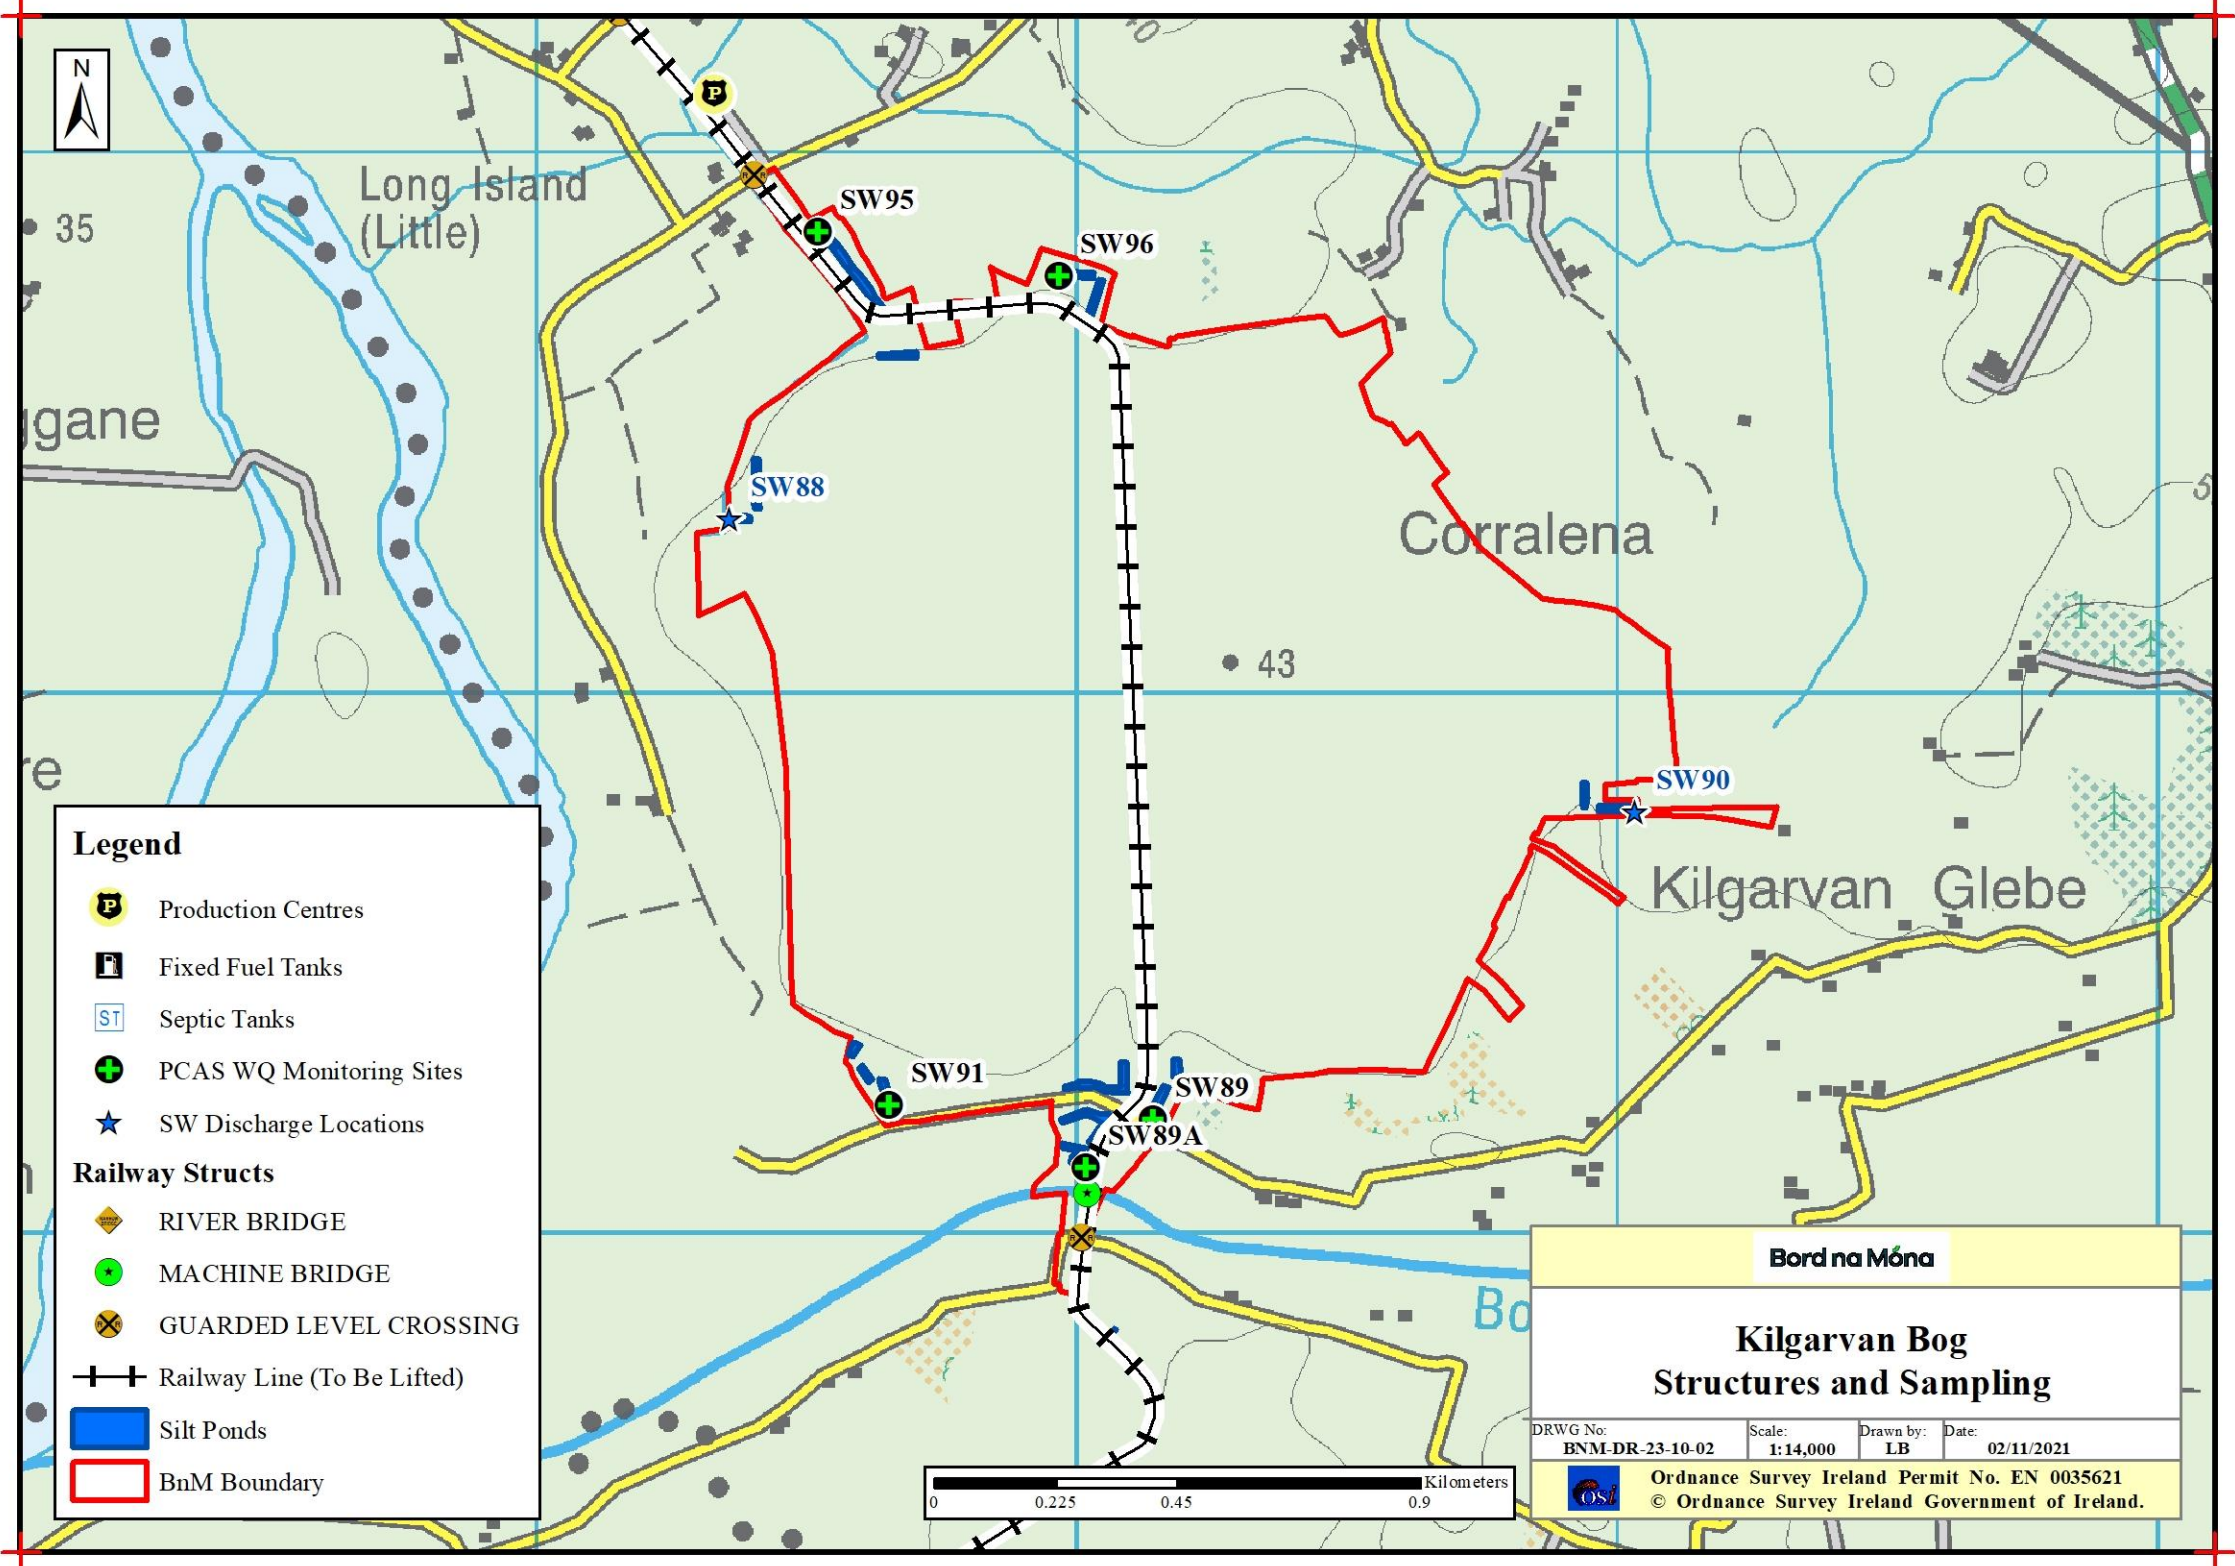 N
P
40
Long Island
(Little)
35
SW95
SW96
ggane
SW88
5
Corralena
43
re
SW90
Kilgarvan Glebe
SW91
SW89
SW89A
Bo
Legend
P Production Centres
Fixed Fuel Tanks
ST Septic Tanks
PCAS WQ Monitoring Sites
SW Discharge Locations
Railway Structs
RIVER BRIDGE
MACHINE BRIDGE
GUARDED LEVEL CROSSING
Railway Line (To Be Lifted)
Silt Ponds
BnM Boundary
Kilometers
0 0.225 0.45 0.9
Bord na Móna
Kilgarvan Bog
Structures and Sampling
DRWG No: Scale: Drawn by: Date:
BNM-DR-23-10-02 1:14,000 LB 02/11/2021
Osi
Ordnance Survey Ireland Permit No. EN 0035621
© Ordnance Survey Ireland Government of Ireland.